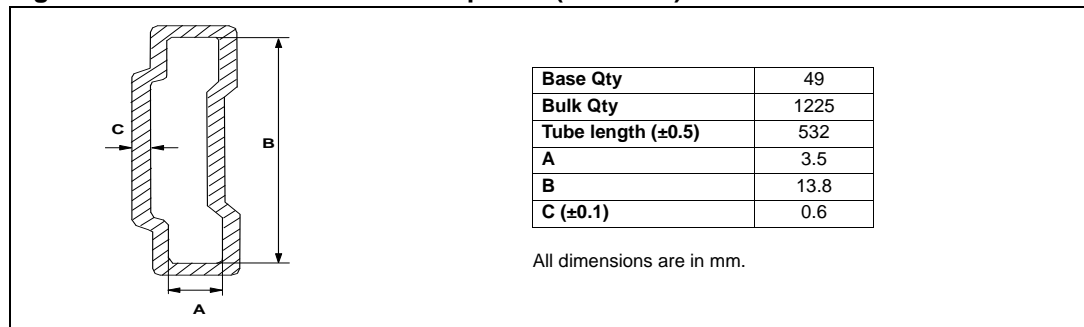 C
B
A
Base Qty 49
Bulk Qty 1225
Tube length (±0.5) 532
A 3.5
B 13.8
C (±0.1) 0.6
All dimensions are in mm.